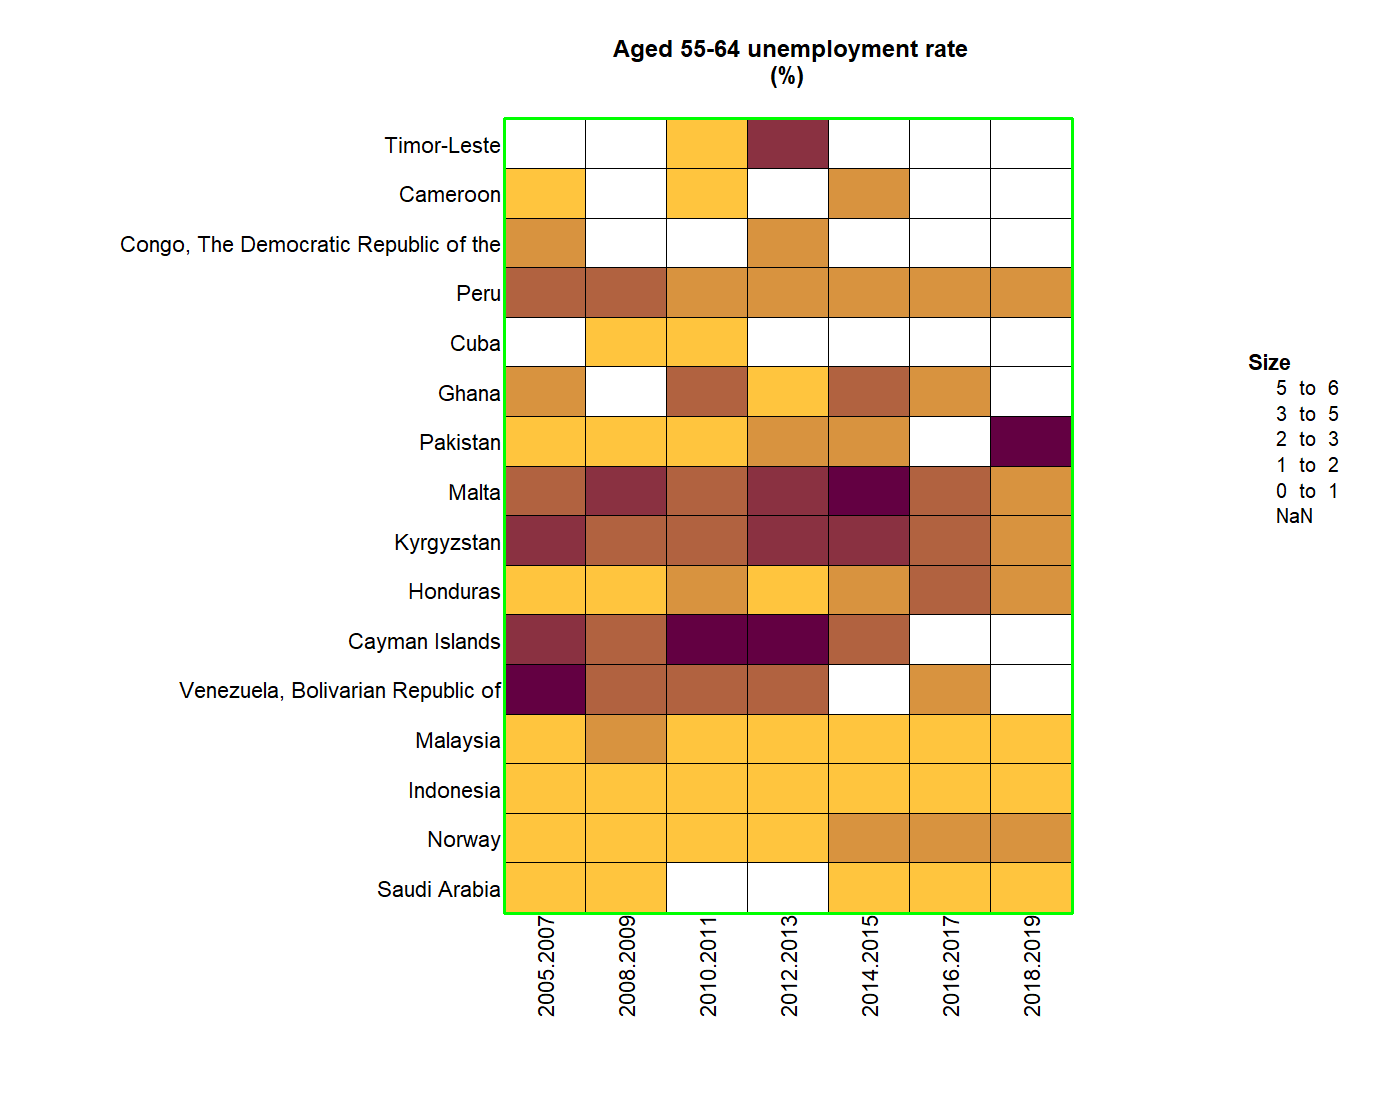 Aged 55-64 unemployment rate
(%)
Timor-Leste
Cameroon
Congo, The Democratic Republic of the
Peru
Cuba
Ghana
Pakistan
Malta
Kyrgyzstan
Honduras
Cayman Islands
Venezuela, Bolivarian Republic of
Malaysia
Indonesia
Norway
Saudi Arabia
2005.2007
2008.2009
2010.2011
2012.2013
2014.2015
2016.2017
2018.2019
Size
5 to 6
3 to 5
2 to 3
1 to 2
0 to 1
NaN